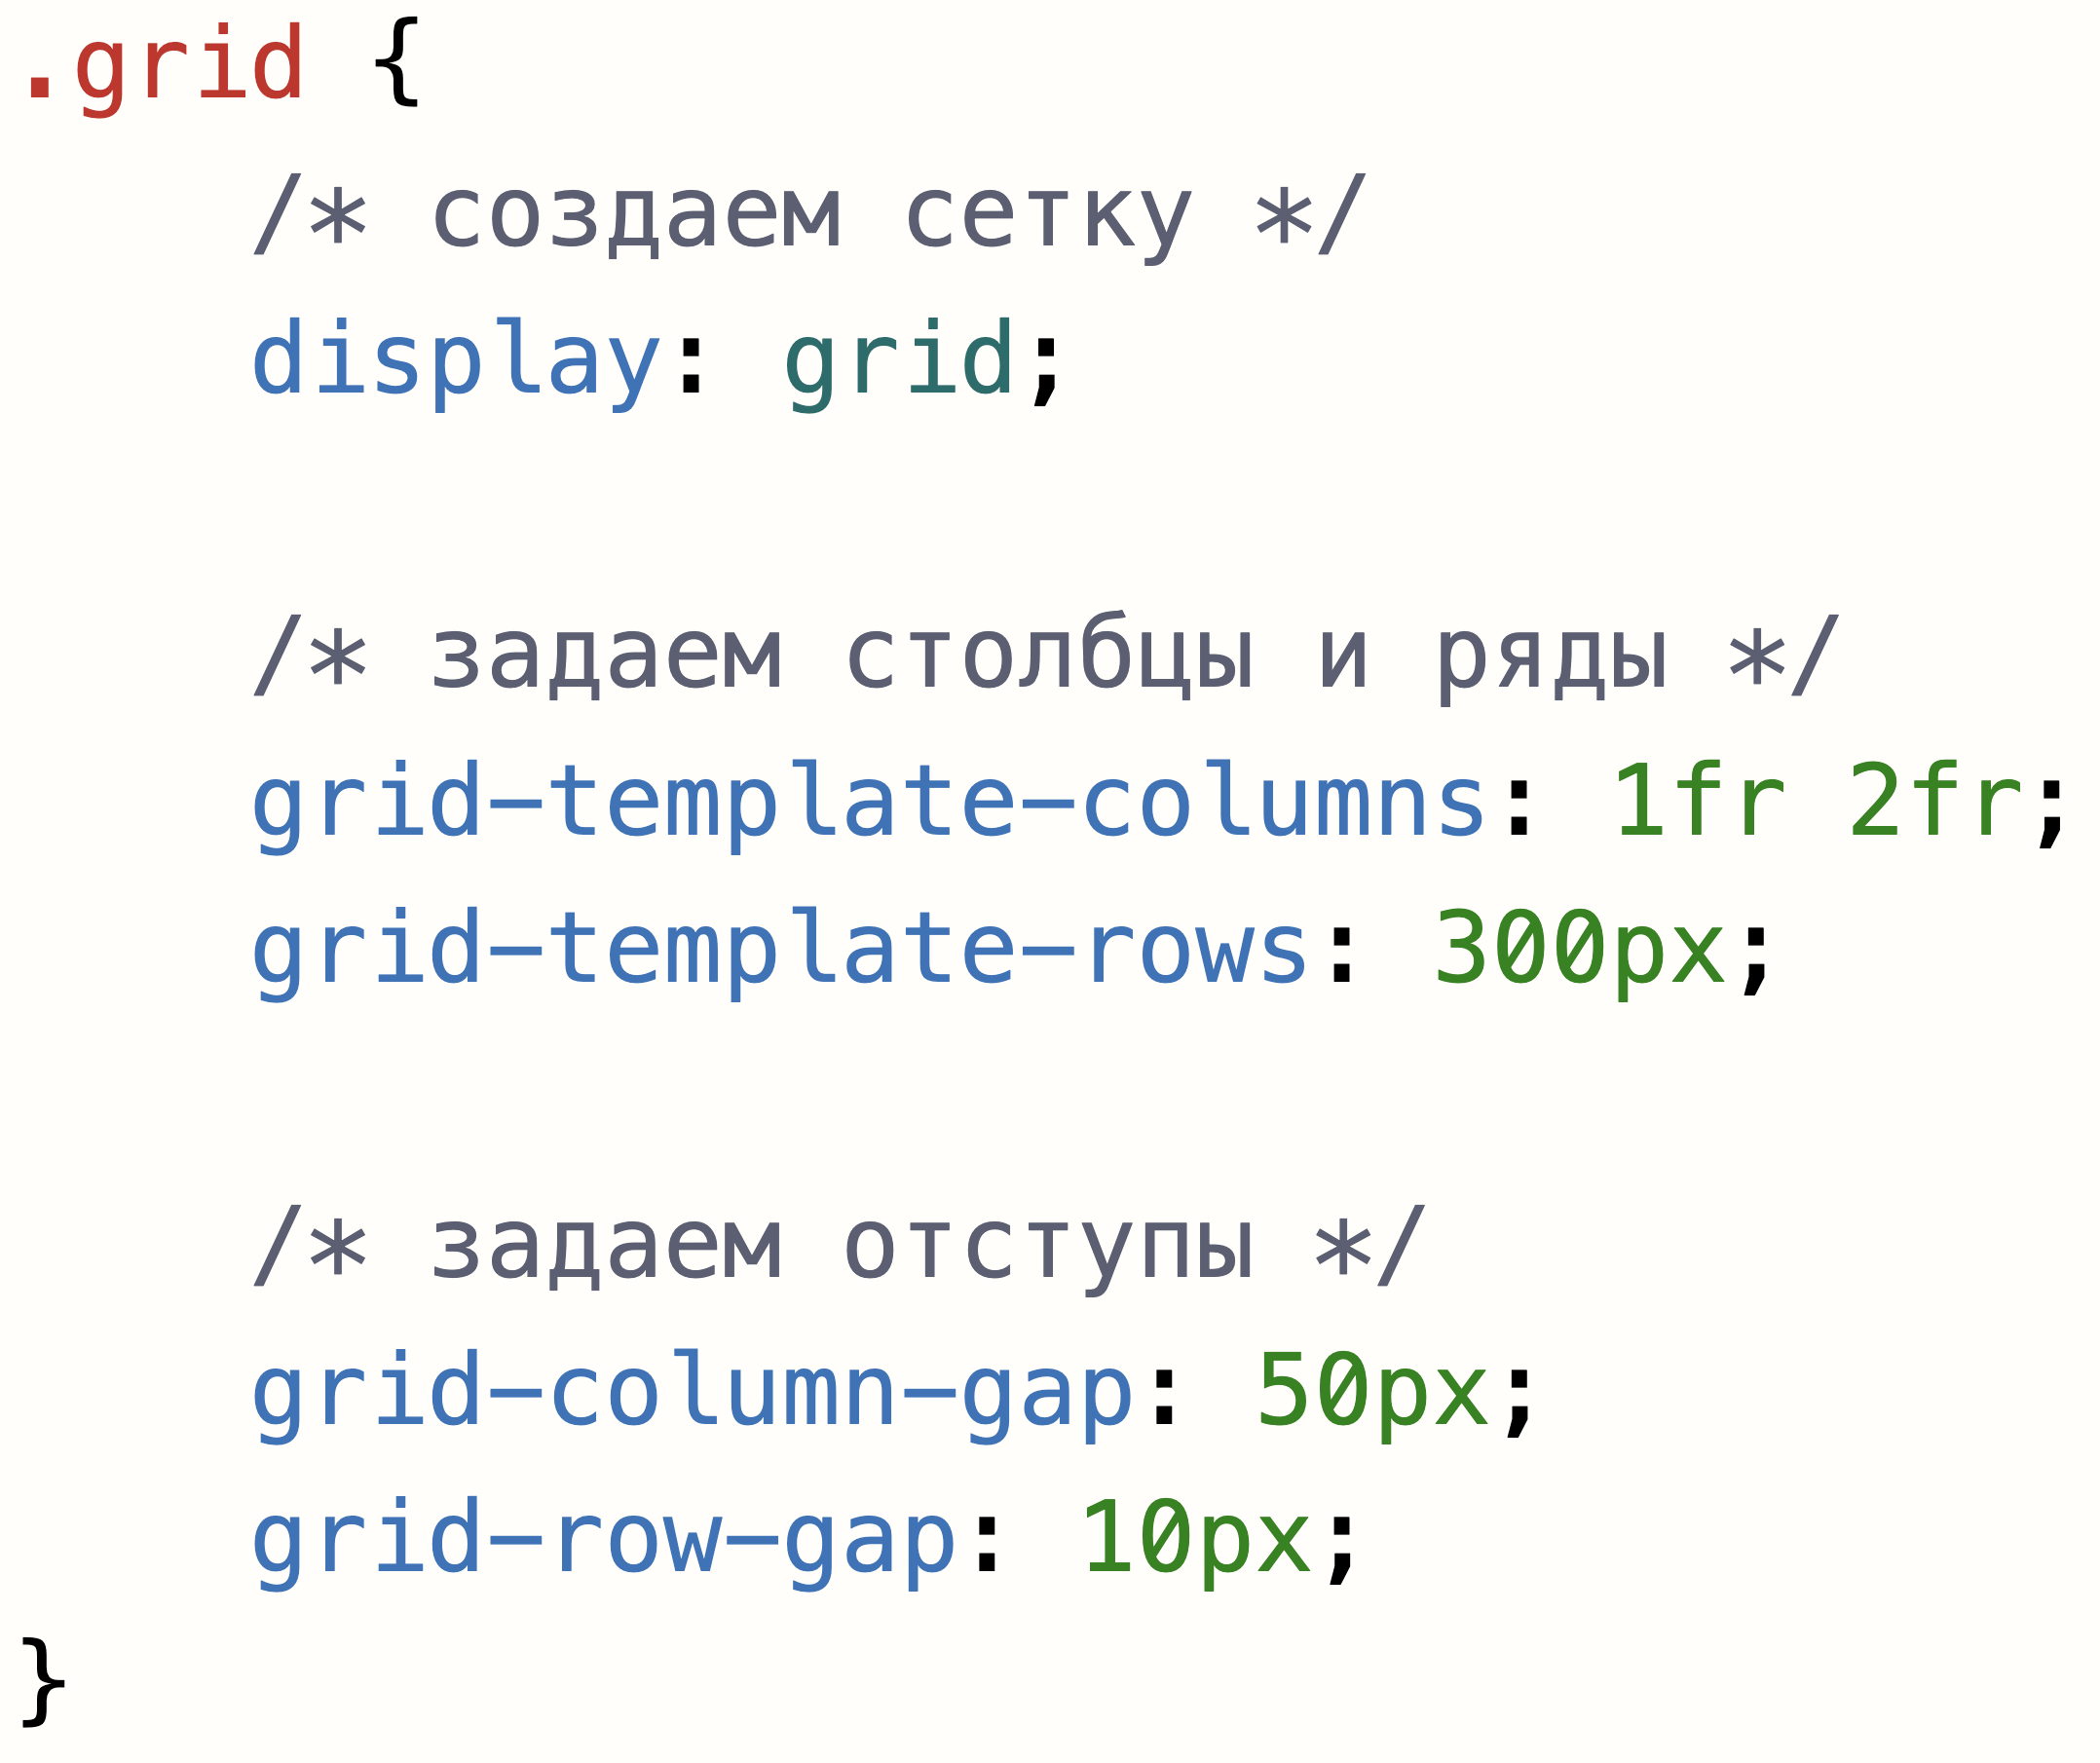 .grid {
/* создаем сетку */
display: grid;
/* задаем столбцы и ряды */
grid-template-columns: 1fr 2fr;
grid-template-rows: 300px;
/* задаем отступы */
grid-column-gap: 50px;
grid-row-gap: 10px;
}